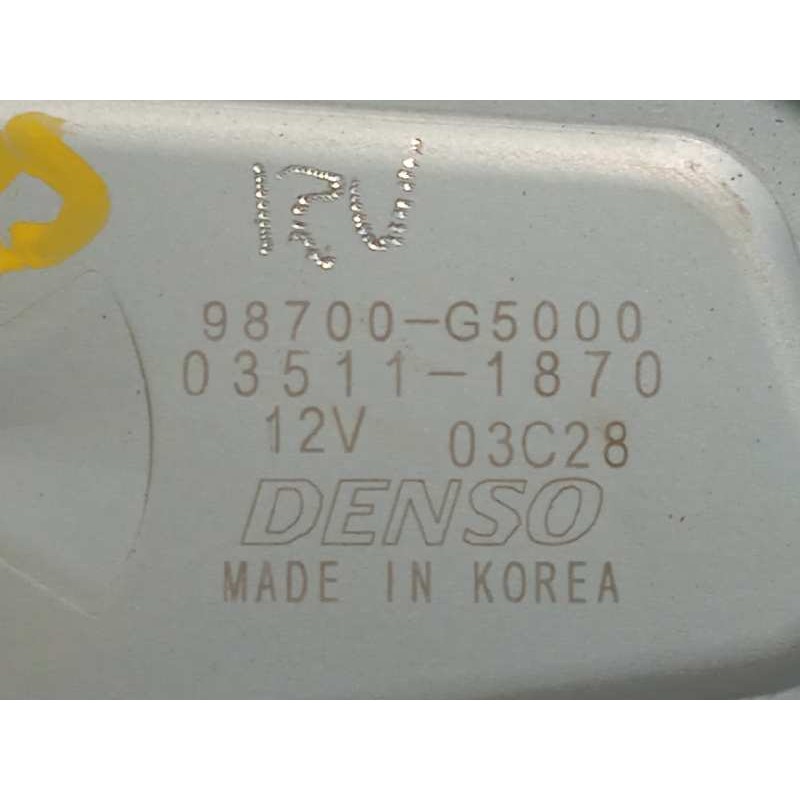 12V
98700-G5000
03511-1870
12V 03C28
DENSO
MADE IN KOREA